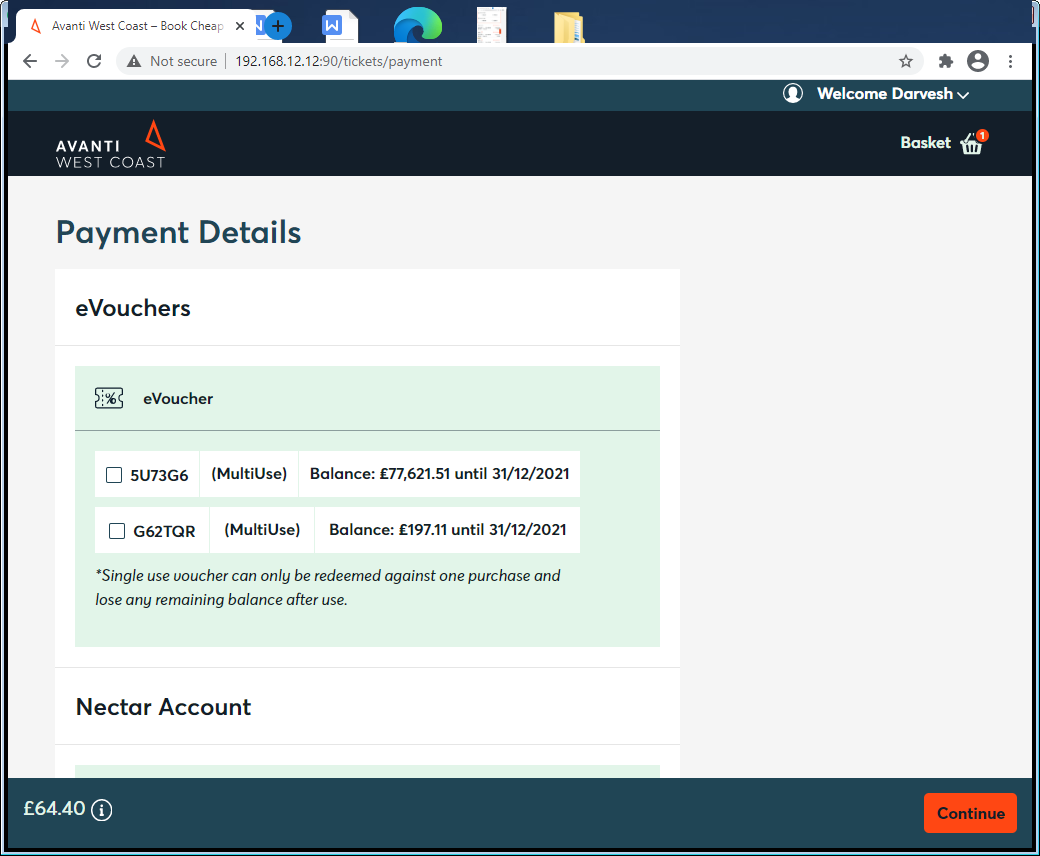 Avanti West Coast – Book Cheap
Not secure
192.168.12.12:90/tickets/payment
Welcome Darvesh
AVANTI
WEST COAST
Basket
1
Payment Details
eVouchers
eVoucher
5U73G6 (MultiUse) Balance: £77,621.51 until 31/12/2021
G62TQR (MultiUse) Balance: £197.11 until 31/12/2021
*Single use voucher can only be redeemed against one purchase and
lose any remaining balance after use.
Nectar Account
£64.40
Continue